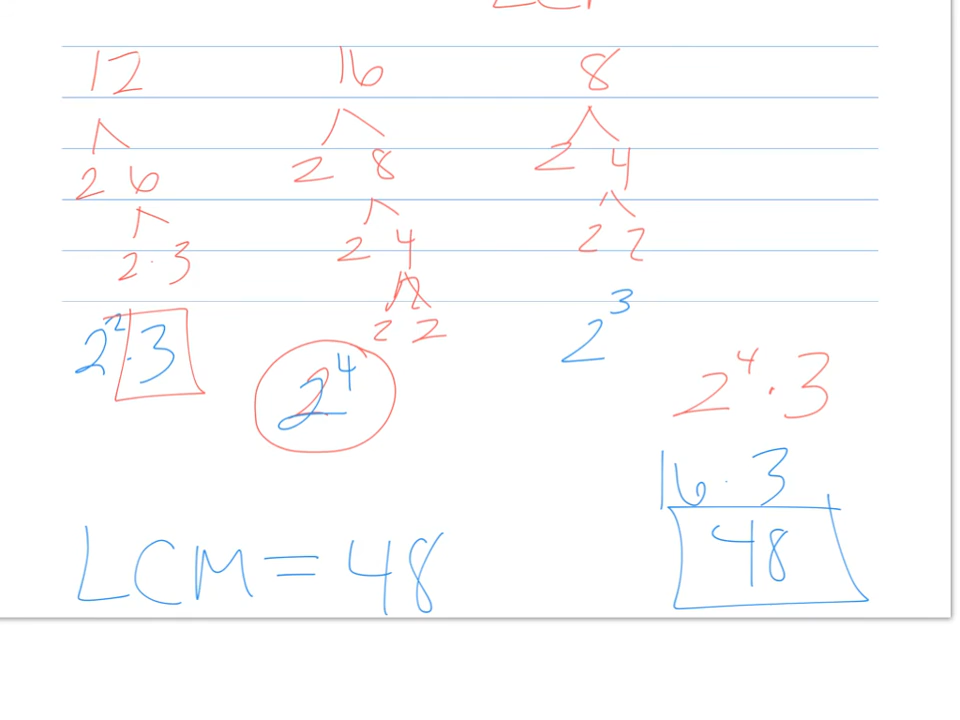 12 16 8
2 6 2 8 2 4
2 · 3 2 4 2 2
2 2
2² · 3 2⁴ 2³
2⁴ · 3
16 · 3
48
LCM = 48